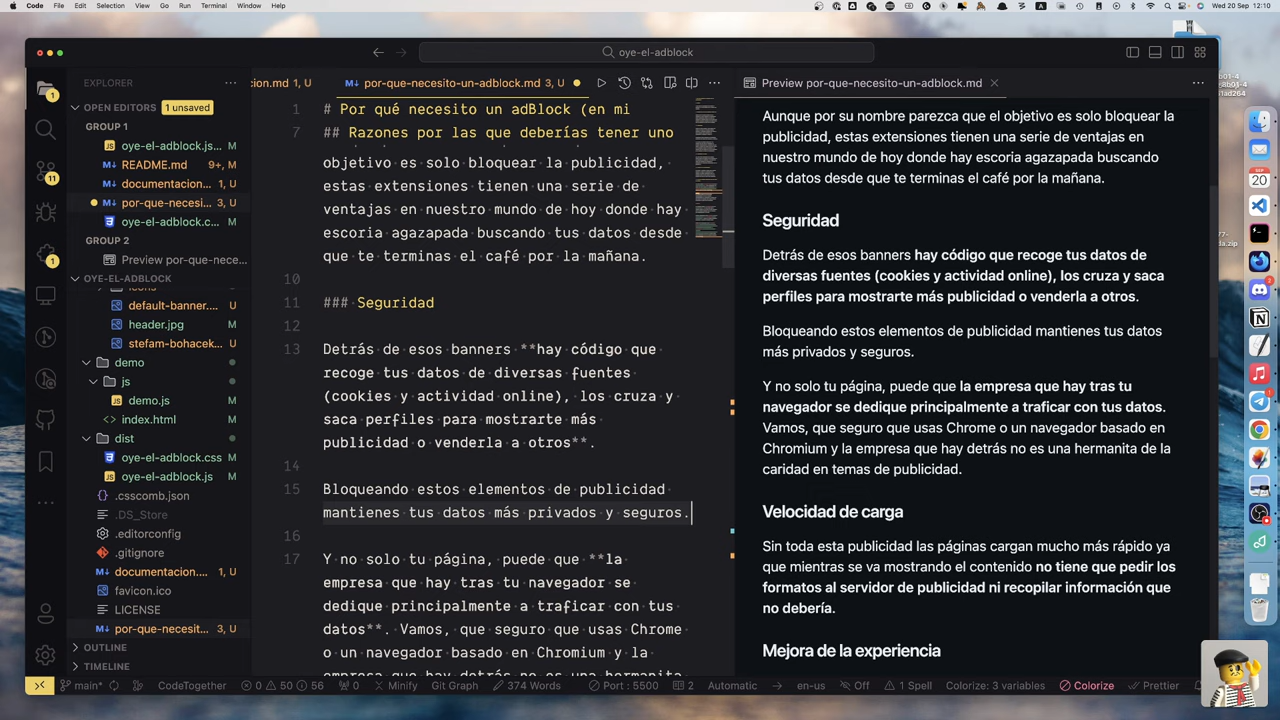 Code File Edit Selection View Go Run Terminal Window Help
Wed 20 Sep 12:10
oye-el-adblock
EXPLORER
cion.md 1, U
por-que-necesito-un-adblock.md 3, U
Preview por-que-necesito-un-adblock.md
OPEN EDITORS 1 unsaved
GROUP 1
oye-el-adblock.js... M
README.md 9+, M
documentacion... 1, U
por-que-necesi... 3, U
oye-el-adblock.c... M
GROUP 2
Preview por-que-nece...
OYE-EL-ADBLOCK
icons
default-banner.... U
header.jpg M
stefam-bohacek... U
demo
js
demo.js M
index.html M
dist
oye-el-adblock.css M
oye-el-adblock.js M
.csscomb.json
.DS_Store
.editorconfig
.gitignore
documentacion.... 1, U
favicon.ico
LICENSE
por-que-necesit... 3, U
OUTLINE
TIMELINE
1 # Por qué necesito un adBlock (en mi
7 ## Razones por las que deberías tener uno
objetivo es solo bloquear la publicidad,
estas extensiones tienen una serie de
ventajas en nuestro mundo de hoy donde hay
escoria agazapada buscando tus datos desde
que te terminas el café por la mañana.
10
11 ### Seguridad
12
13 Detrás de esos banners **hay código que
recoge tus datos de diversas fuentes
(cookies y actividad online), los cruza y
saca perfiles para mostrarte más
publicidad o venderla a otros**.
14
15 Bloqueando estos elementos de publicidad
mantienes tus datos más privados y seguros.
16
17 Y no solo tu página, puede que **la
empresa que hay tras tu navegador se
dedique principalmente a traficar con tus
datos**. Vamos, que seguro que usas Chrome
o un navegador basado en Chromium y la
empresa que hay detrás no es una hermanita
Aunque por su nombre parezca que el objetivo es solo bloquear la
publicidad, estas extensiones tienen una serie de ventajas en
nuestro mundo de hoy donde hay escoria agazapada buscando
tus datos desde que te terminas el café por la mañana.
Seguridad
Detrás de esos banners hay código que recoge tus datos de
diversas fuentes (cookies y actividad online), los cruza y saca
perfiles para mostrarte más publicidad o venderla a otros.
Bloqueando estos elementos de publicidad mantienes tus datos
más privados y seguros.
Y no solo tu página, puede que la empresa que hay tras tu
navegador se dedique principalmente a traficar con tus datos.
Vamos, que seguro que usas Chrome o un navegador basado en
Chromium y la empresa que hay detrás no es una hermanita de la
caridad en temas de publicidad.
Velocidad de carga
Sin toda esta publicidad las páginas cargan mucho más rápido ya
que mientras se va mostrando el contenido no tiene que pedir los
formatos al servidor de publicidad ni recopilar información que
no debería.
Mejora de la experiencia
main* CodeTogether 0 50 56 0 Minify Git Graph 374 Words Port : 5500 2 Automatic en-us Off 1 Spell Colorize: 3 variables Colorize Prettier